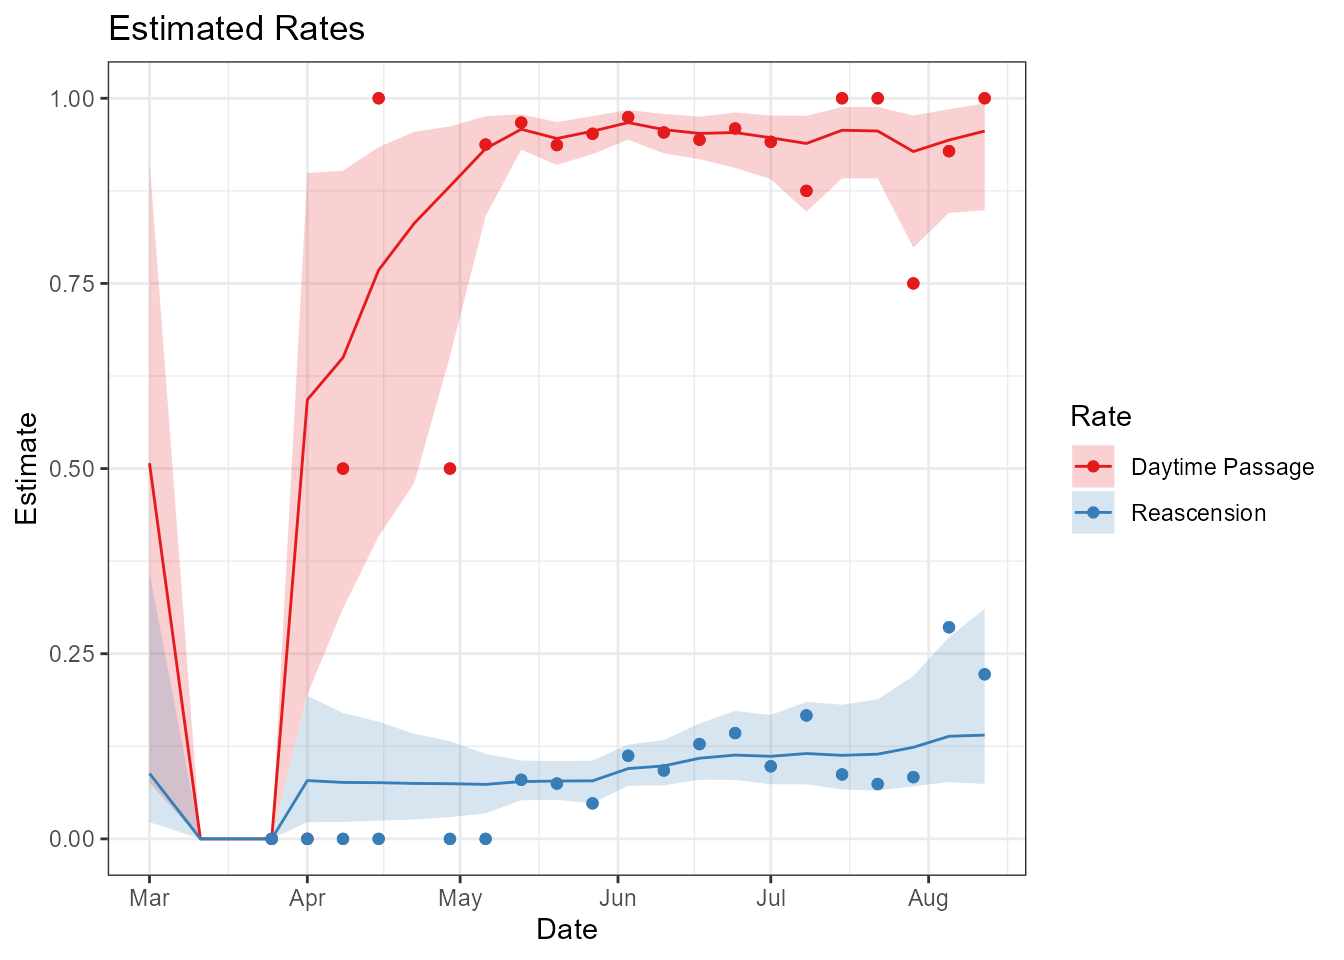 Estimated Rates
1.00
0.75
0.50
0.25
0.00
Estimate
Mar Apr May Jun Jul Aug
Date
Rate
Daytime Passage
Reascension